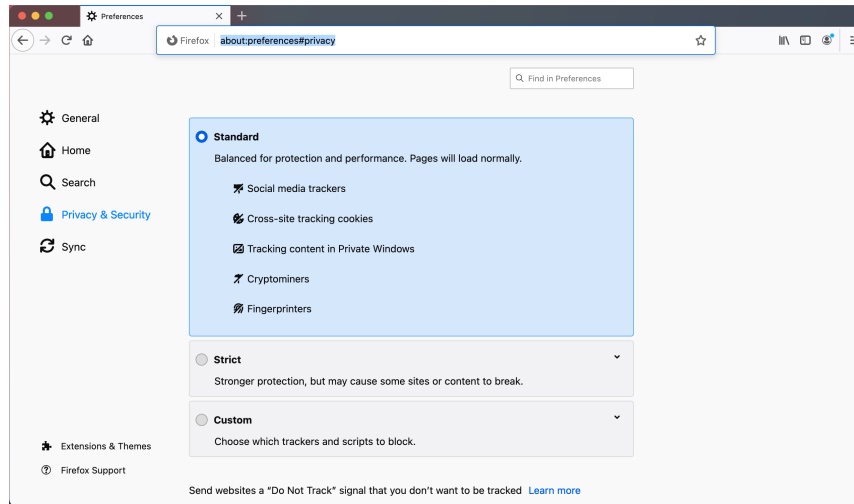 Preferences
Firefox about:preferences#privacy
Find in Preferences
General
Home
Search
Privacy & Security
Sync
Extensions & Themes
Firefox Support
Standard
Balanced for protection and performance. Pages will load normally.
Social media trackers
Cross-site tracking cookies
Tracking content in Private Windows
Cryptominers
Fingerprinters
Strict
Stronger protection, but may cause some sites or content to break.
Custom
Choose which trackers and scripts to block.
Send websites a “Do Not Track” signal that you don’t want to be tracked Learn more